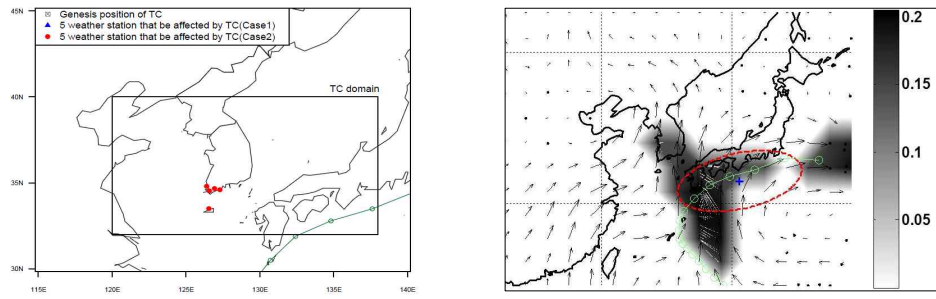 Genesis position of TC
5 weather station that be affected by TC(Case1)
5 weather station that be affected by TC(Case2)
TC domain
45N
40N
35N
30N
115E
120E
125E
130E
135E
140E
0.2
0.15
0.1
0.05